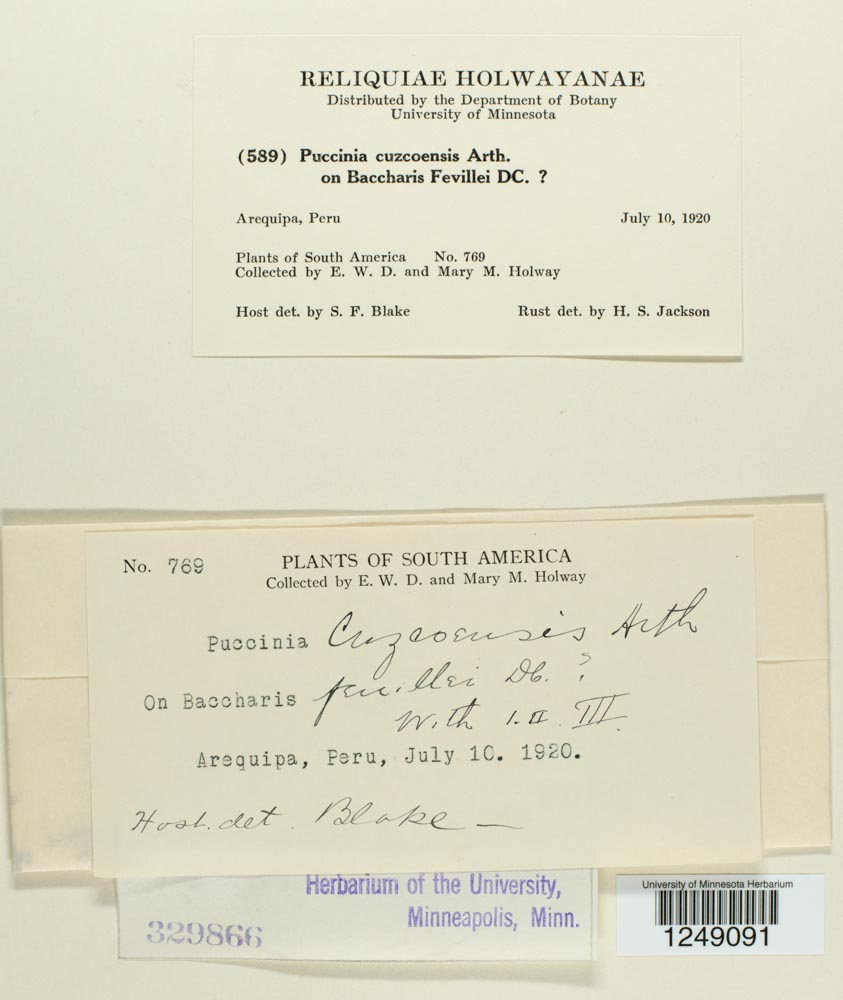 RELIQUIAE HOLWAYANAE
Distributed by the Department of Botany
University of Minnesota
(589) Puccinia cuzcoensis Arth.
on Baccharis Fevillei DC. ?
Arequipa, Peru July 10, 1920
Plants of South America No. 769
Collected by E. W. D. and Mary M. Holway
Host det. by S. F. Blake Rust det. by H. S. Jackson
No. 769 PLANTS OF SOUTH AMERICA
Collected by E. W. D. and Mary M. Holway
Puccinia Cuzcoensis Arth
On Baccharis feuillei DC. ?
With I. II. III.
Arequipa, Peru, July 10. 1920.
Host. det. Blake —
Herbarium of the University,
Minneapolis, Minn.
329866
University of Minnesota Herbarium
1249091